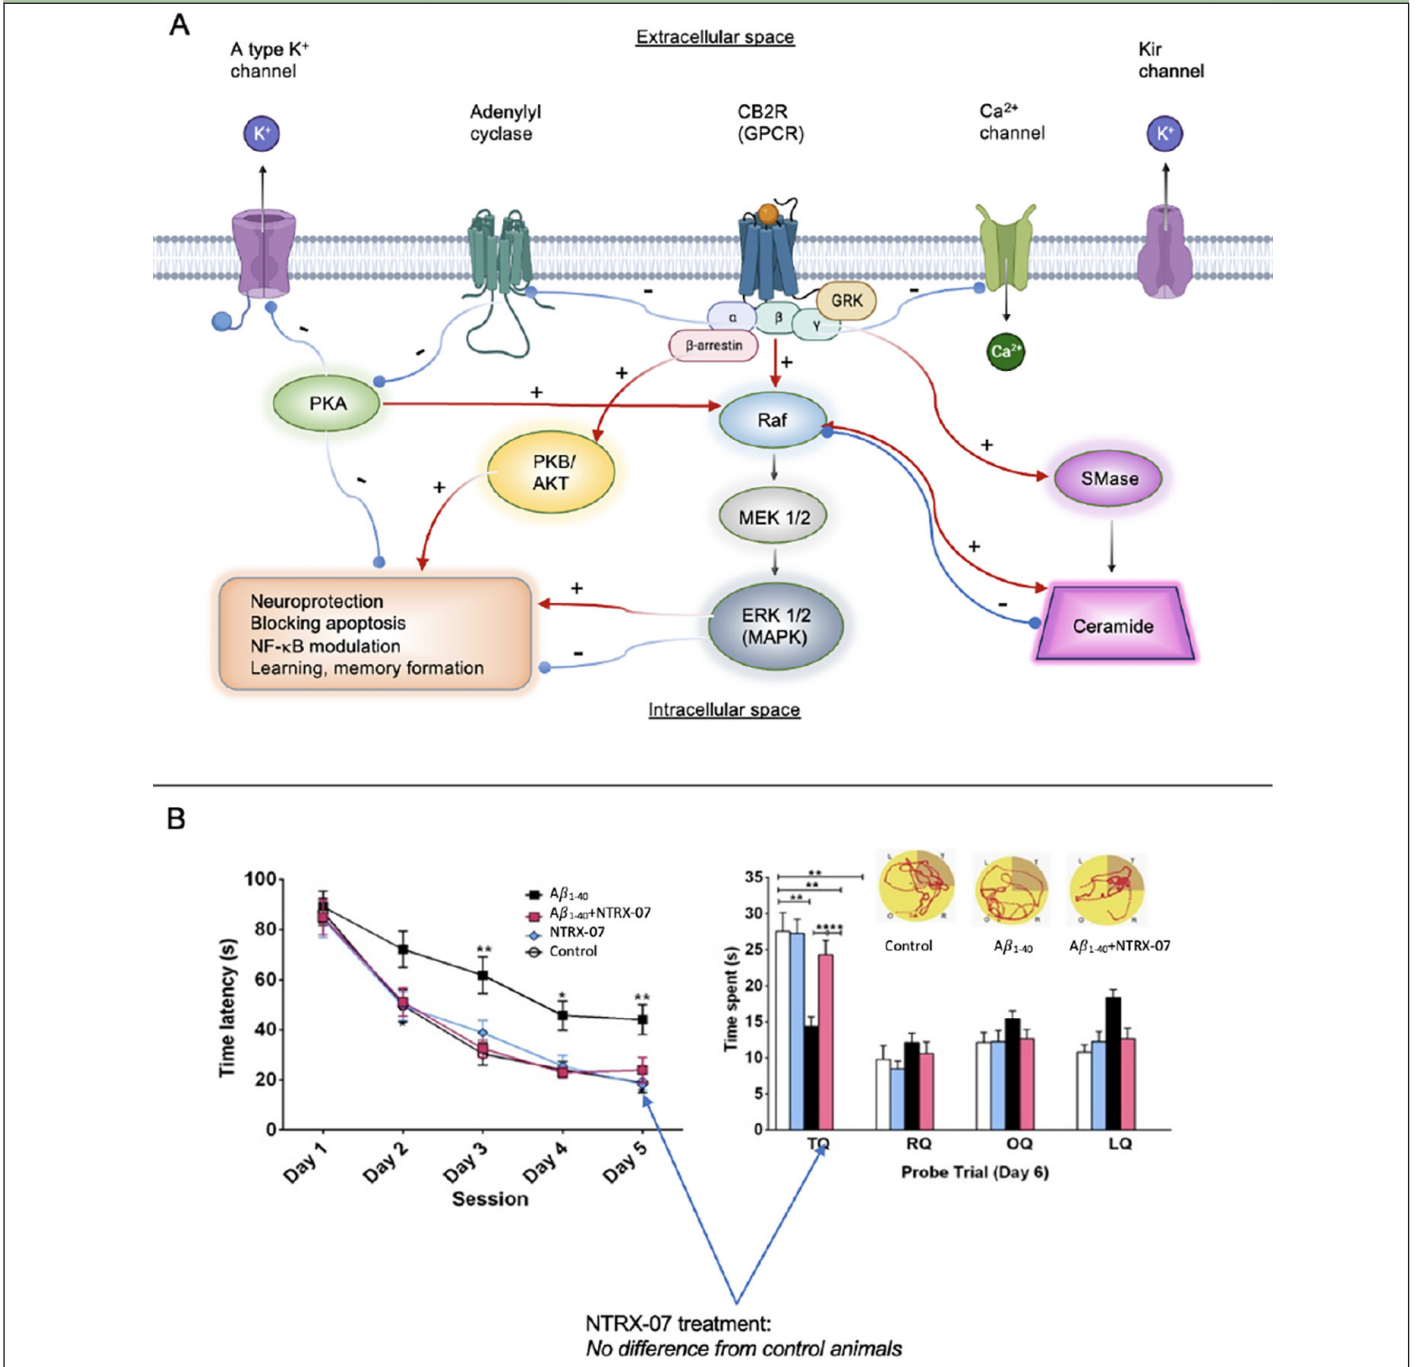 A
Extracellular space
A type K⁺
channel
Adenylyl
cyclase
CB2R
(GPCR)
Ca²⁺
channel
Kir
channel
K⁺
K⁺
-
-
GRK
α
β
γ
β-arrestin
Ca²⁺
-
-
+
+
PKA
+
Raf
+
PKB/
AKT
SMase
-
+
MEK 1/2
+
-
Ceramide
Neuroprotection
Blocking apoptosis
NF-κB modulation
Learning, memory formation
+
-
ERK 1/2
(MAPK)
Intracellular space
B
Time latency (s)
100
80
60
40
20
0
Aβ₁₋₄₀
Aβ₁₋₄₀+NTRX-07
NTRX-07
Control
**
*
**
*
Day 1
Day 2
Day 3
Day 4
Day 5
Session
Time spent (s)
35
30
25
20
15
10
5
0
**
**
**
****
L T
O R
Control
L T
O R
Aβ₁₋₄₀
L T
O R
Aβ₁₋₄₀+NTRX-07
TQ
RQ
OQ
LQ
Probe Trial (Day 6)
NTRX-07 treatment:
No difference from control animals